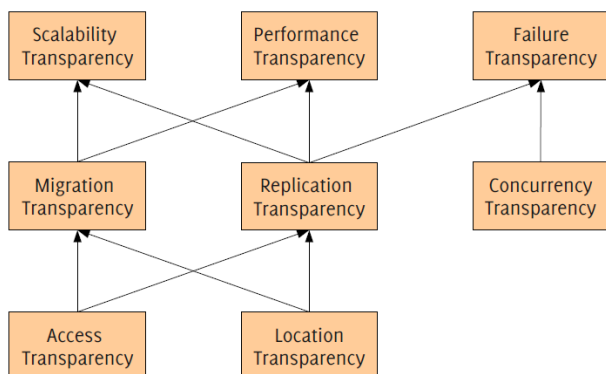 Scalability
Transparency
Performance
Transparency
Failure
Transparency
Migration
Transparency
Replication
Transparency
Concurrency
Transparency
Access
Transparency
Location
Transparency